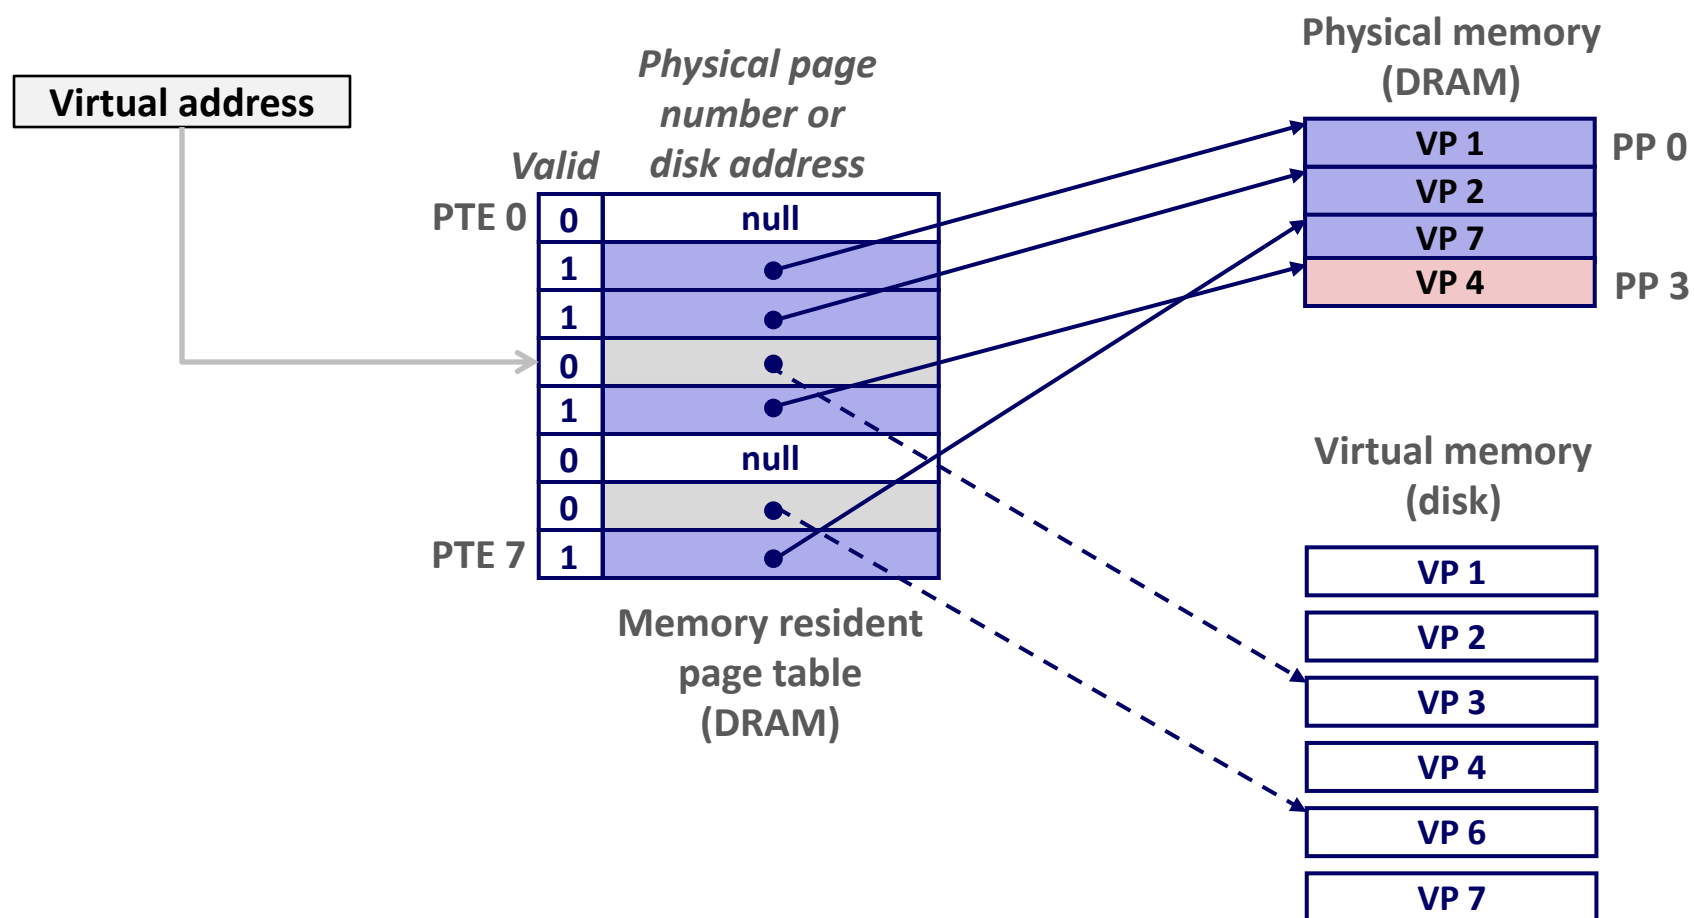 Virtual address
Physical page
number or
disk address
Valid
PTE 0
0
null
1
1
0
1
0
null
0
PTE 7
1
Memory resident
page table
(DRAM)
Physical memory
(DRAM)
VP 1
PP 0
VP 2
VP 7
VP 4
PP 3
Virtual memory
(disk)
VP 1
VP 2
VP 3
VP 4
VP 6
VP 7